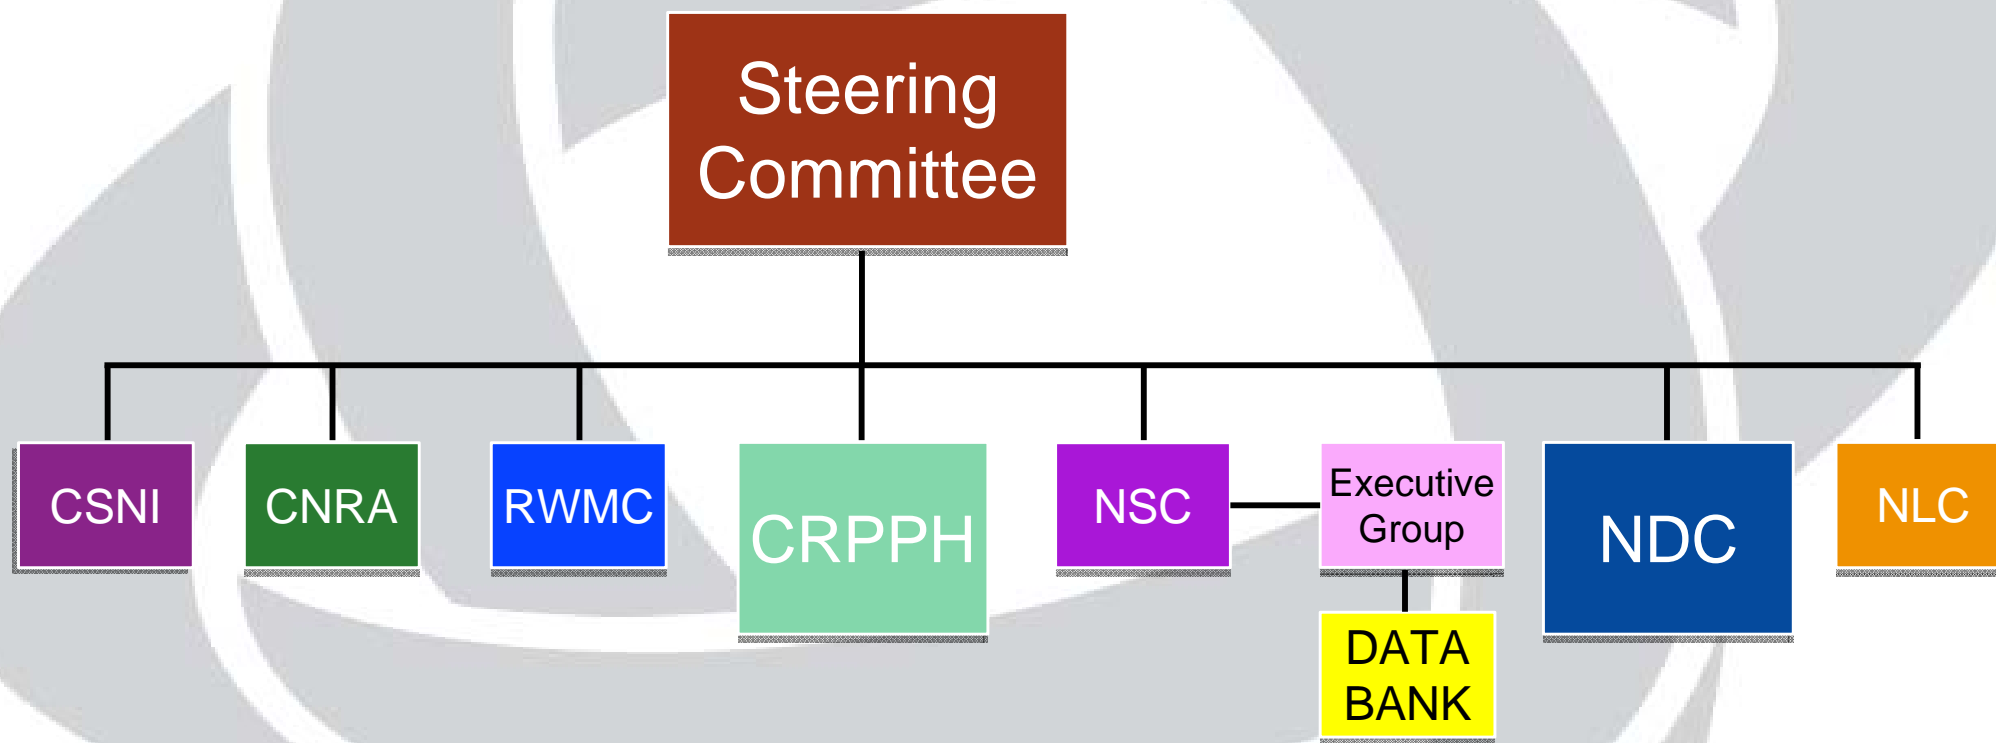 Steering
Committee
CSNI
CNRA
RWMC
CRPPH
NSC
Executive
Group
NDC
NLC
DATA
BANK